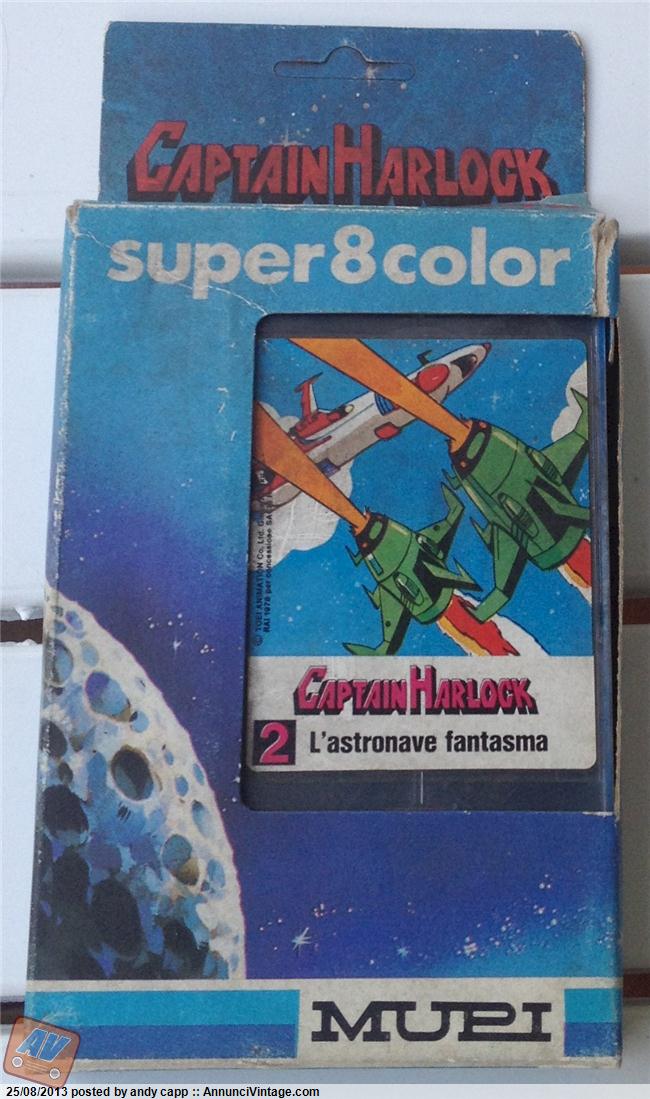 CAPTAIN HARLOCK
super8color
© TOEI ANIMATION Co. Ltd.
RAI 1978 per concessione
CAPTAIN HARLOCK
2 L'astronave fantasma
MUPI
AV
25/08/2013 posted by andy capp :: AnnunciVintage.com